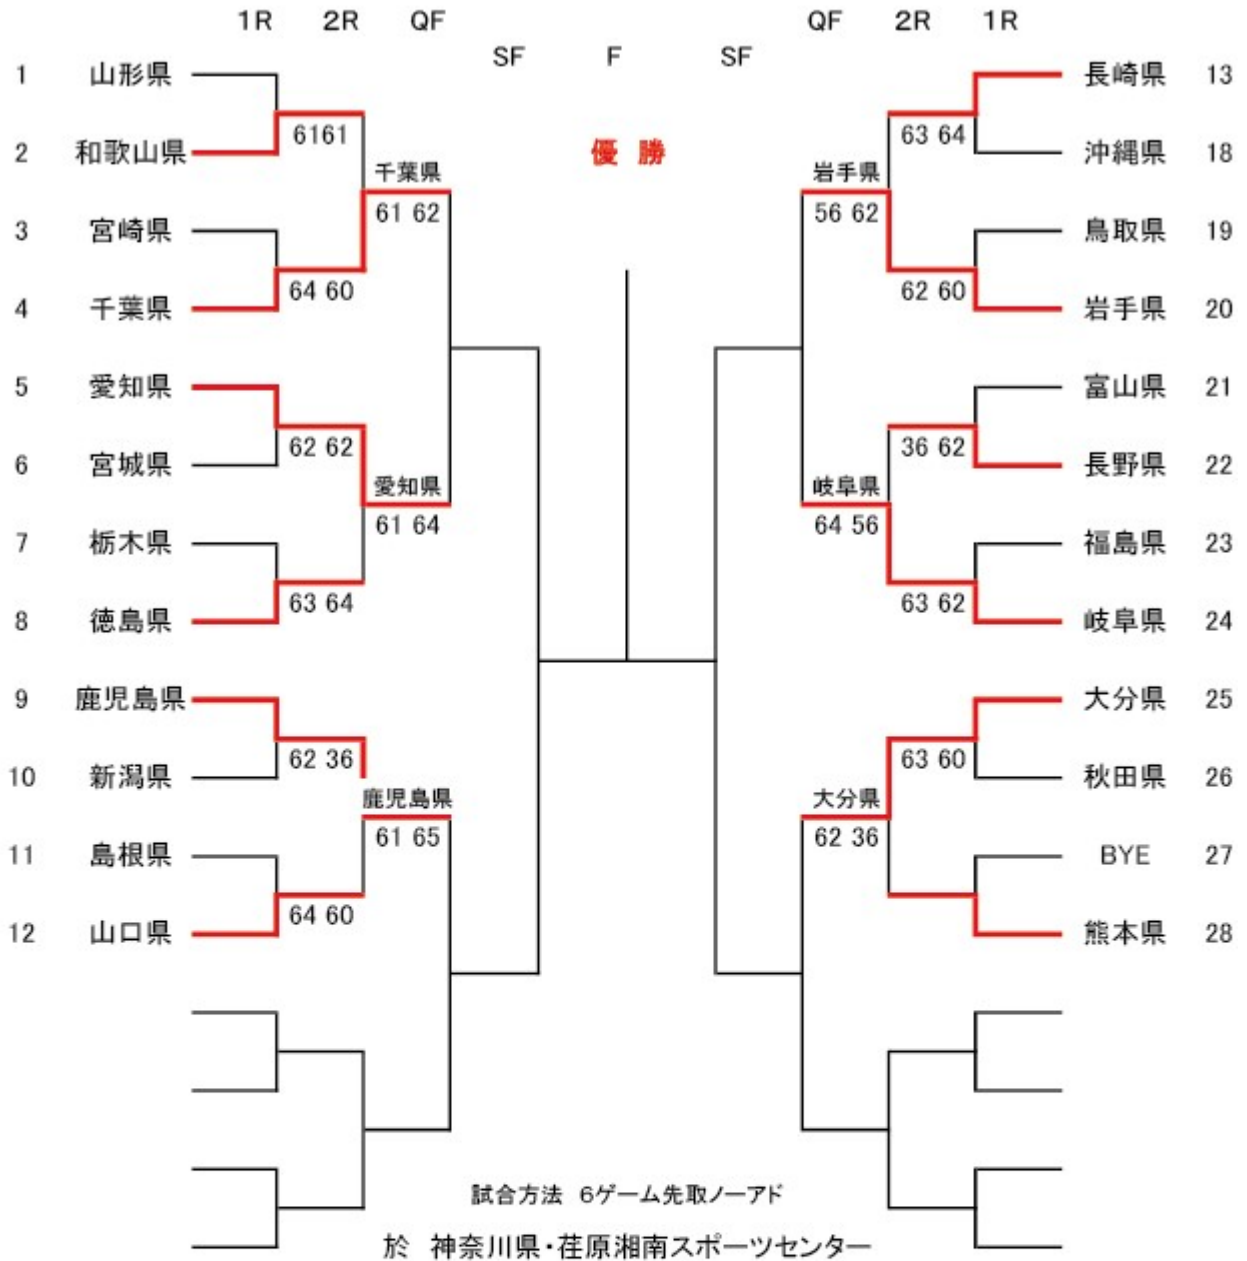 1R 2R QF QF 2R 1R
SF F SF
1 山形県 長崎県 13
6161 63 64
2 和歌山県 優 勝 沖縄県 18
千葉県 岩手県
61 62 56 62
3 宮崎県 鳥取県 19
64 60 62 60
4 千葉県 岩手県 20
5 愛知県 富山県 21
62 62 36 62
6 宮城県 長野県 22
愛知県 岐阜県
61 64 64 56
7 栃木県 福島県 23
63 64 63 62
8 徳島県 岐阜県 24
9 鹿児島県 大分県 25
62 36 63 60
10 新潟県 秋田県 26
鹿児島県 大分県
61 65 62 36
11 島根県 BYE 27
64 60
12 山口県 熊本県 28
試合方法 6ゲーム先取ノーアド
於 神奈川県・荏原湘南スポーツセンター